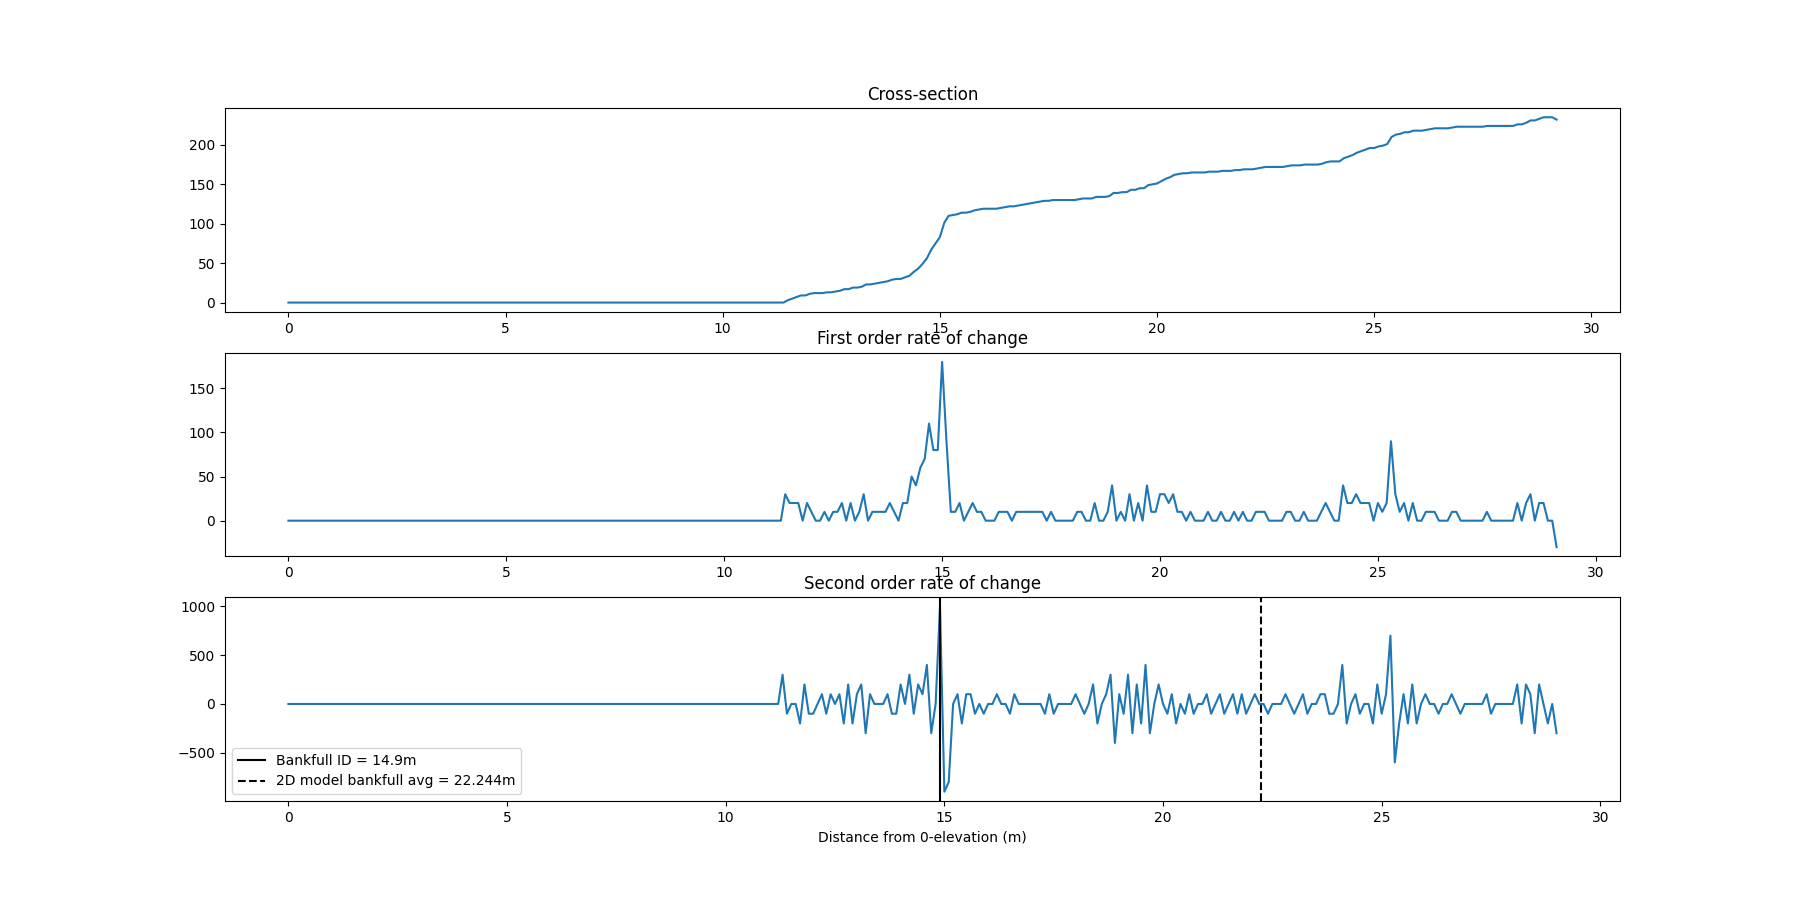 Cross-section
200
150
100
50
0
0 5 10 15 20 25 30
First order rate of change
150
100
50
0
0 5 10 15 20 25 30
Second order rate of change
1000
500
0
−500
Bankfull ID = 14.9m
2D model bankfull avg = 22.244m
0 5 10 15 20 25 30
Distance from 0-elevation (m)